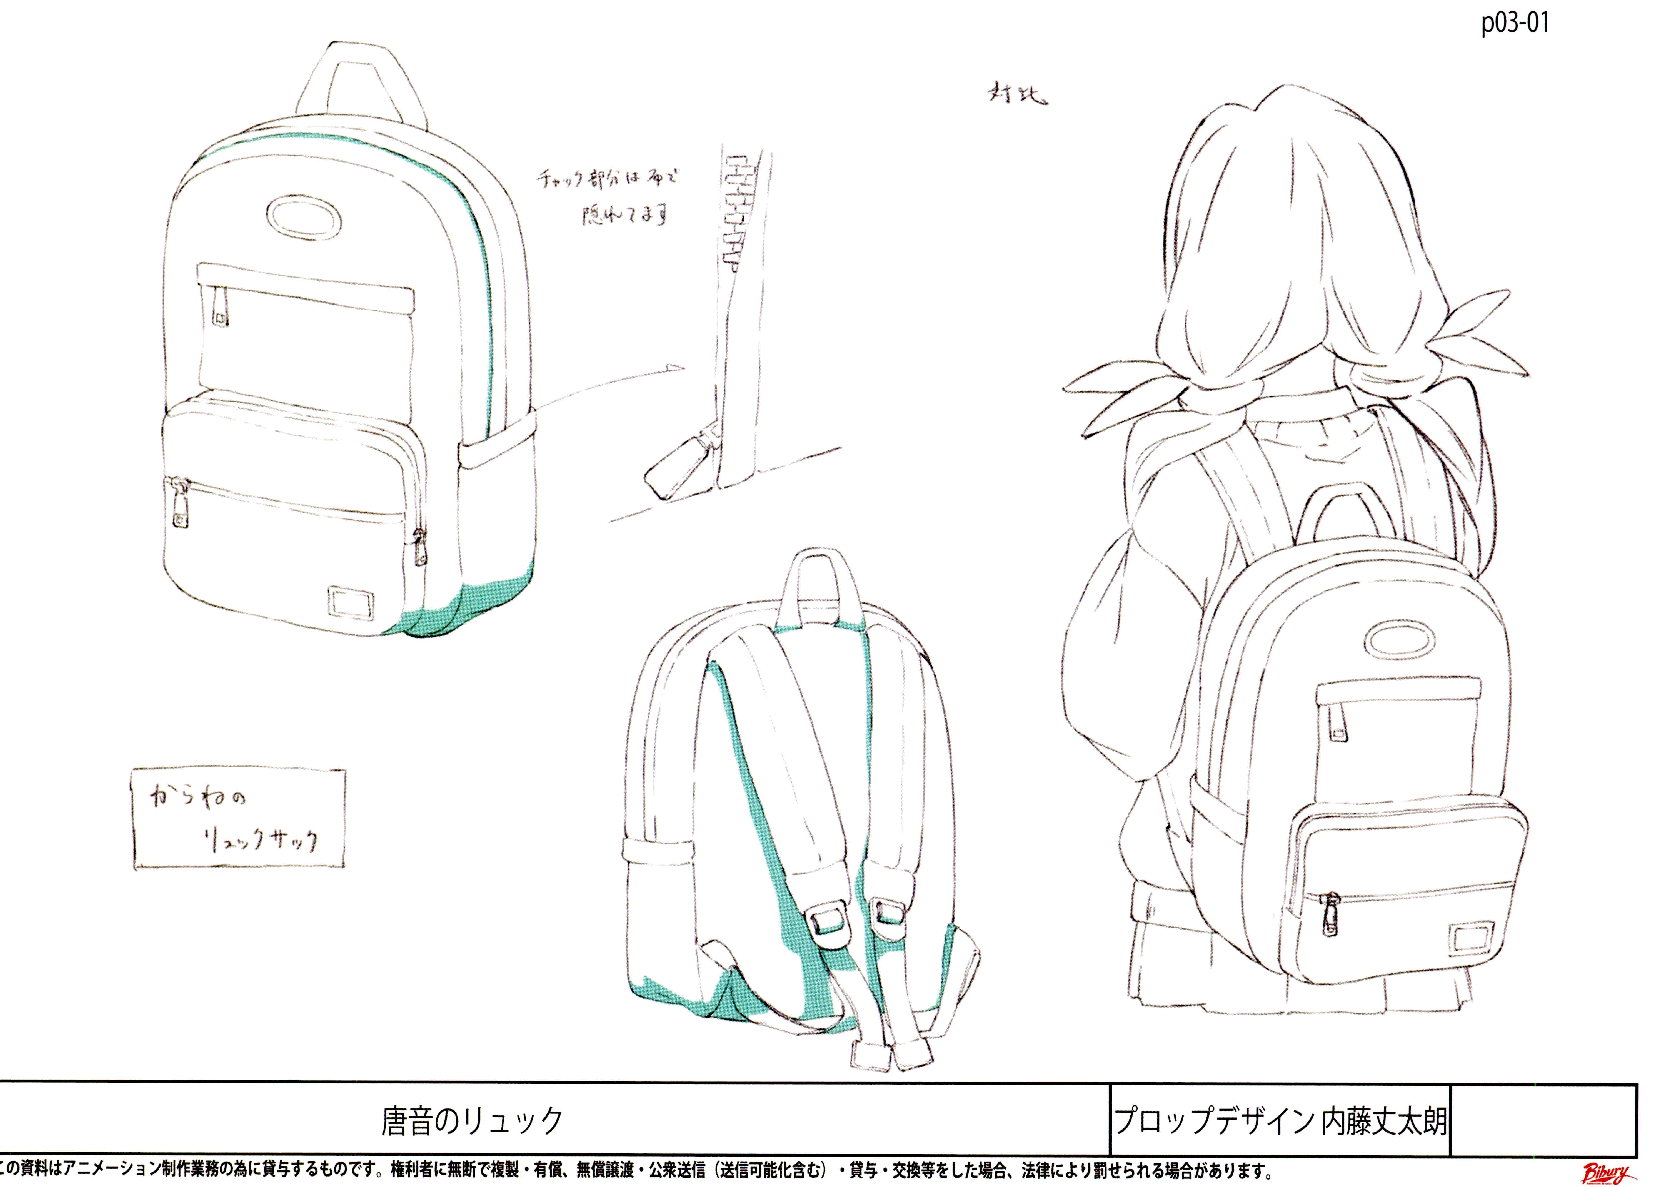 p03-01
対比
チャック部分は布で
隠れてます
からねの
リュックサック
唐音のリュック
プロップデザイン 内藤丈太朗
この資料はアニメーション制作業務の為に貸与するものです。権利者に無断で複製・有償、無償譲渡・公衆送信（送信可能化含む）・貸与・交換等をした場合、法律により罰せられる場合があります。
Bibury